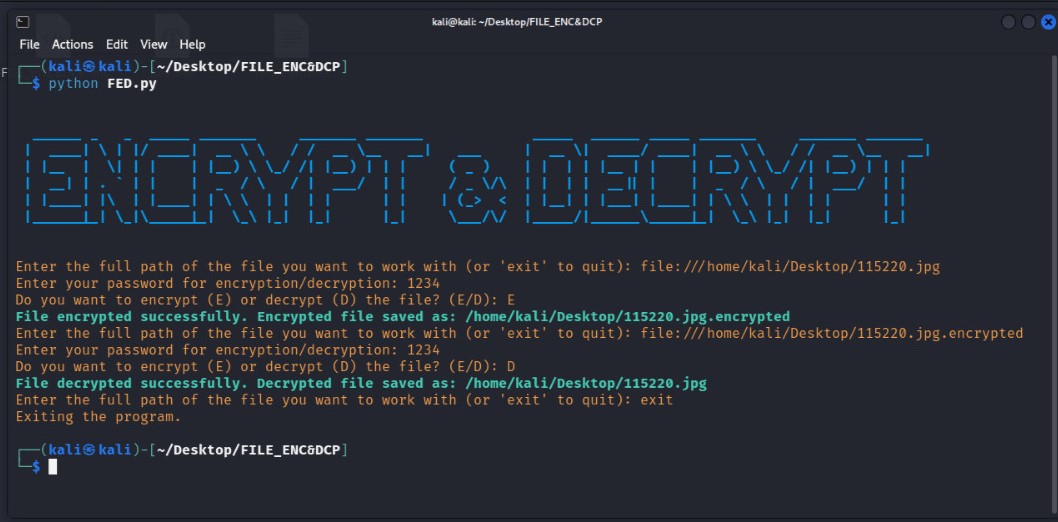 kali@kali: ~/Desktop/FILE_ENC&DCP
File Actions Edit View Help
┌──(kali㉿kali)-[~/Desktop/FILE_ENC&DCP]
└─$ python FED.py
ENCRYPT & DECRYPT
Enter the full path of the file you want to work with (or 'exit' to quit): file:///home/kali/Desktop/115220.jpg
Enter your password for encryption/decryption: 1234
Do you want to encrypt (E) or decrypt (D) the file? (E/D): E
File encrypted successfully. Encrypted file saved as: /home/kali/Desktop/115220.jpg.encrypted
Enter the full path of the file you want to work with (or 'exit' to quit): file:///home/kali/Desktop/115220.jpg.encrypted
Enter your password for encryption/decryption: 1234
Do you want to encrypt (E) or decrypt (D) the file? (E/D): D
File decrypted successfully. Decrypted file saved as: /home/kali/Desktop/115220.jpg
Enter the full path of the file you want to work with (or 'exit' to quit): exit
Exiting the program.
┌──(kali㉿kali)-[~/Desktop/FILE_ENC&DCP]
└─$